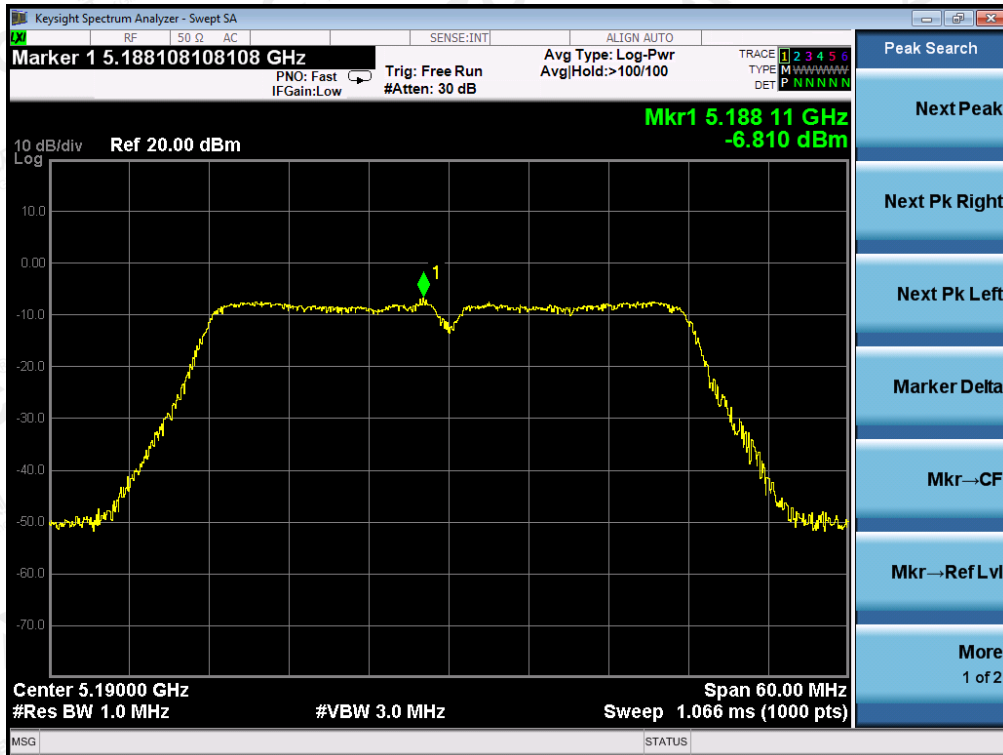 Keysight Spectrum Analyzer - Swept SA
LXI RF 50 Ω AC SENSE:INT ALIGN AUTO
Marker 1 5.188108108108 GHz
PNO: Fast
IFGain:Low
Trig: Free Run
#Atten: 30 dB
Avg Type: Log-Pwr
Avg|Hold:>100/100
TRACE 1 2 3 4 5 6
TYPE M W W W W W
DET P N N N N N
Mkr1 5.188 11 GHz
-6.810 dBm
10 dB/div Ref 20.00 dBm
Log
10.0
0.00
-10.0
-20.0
-30.0
-40.0
-50.0
-60.0
-70.0
1
Center 5.19000 GHz Span 60.00 MHz
#Res BW 1.0 MHz #VBW 3.0 MHz Sweep 1.066 ms (1000 pts)
MSG STATUS
Peak Search
Next Peak
Next Pk Right
Next Pk Left
Marker Delta
Mkr→CF
Mkr→Ref Lvl
More
1 of 2